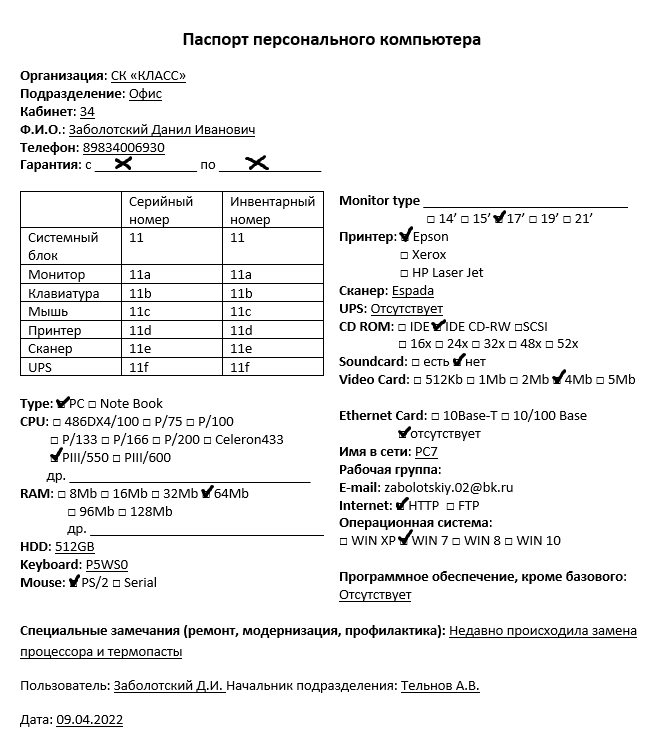 Паспорт персонального компьютера
Организация: СК «КЛАСС»
Подразделение: Офис
Кабинет: 34
Ф.И.О.: Заболотский Данил Иванович
Телефон: 89834006930
Гарантия: с ______________ по ______________
Серийный номер Инвентарный номер
Системный блок 11 11
Монитор 11a 11a
Клавиатура 11b 11b
Мышь 11c 11c
Принтер 11d 11d
Сканер 11e 11e
UPS 11f 11f
Type: ✔PC □ Note Book
CPU: □ 486DX4/100 □ P/75 □ P/100
□ P/133 □ P/166 □ P/200 □ Celeron433
✔PIII/550 □ PIII/600
др. ____________________________
RAM: □ 8Mb □ 16Mb □ 32Mb ✔64Mb
□ 96Mb □ 128Mb
др. ____________________________
HDD: 512GB
Keyboard: P5WS0
Mouse: ✔PS/2 □ Serial
Monitor type ____________________________
□ 14’ □ 15’ ✔17’ □ 19’ □ 21’
Принтер: ✔Epson
□ Xerox
□ HP Laser Jet
Сканер: Espada
UPS: Отсутствует
CD ROM: □ IDE ✔IDE CD-RW □SCSI
□ 16x □ 24x □ 32x □ 48x □ 52x
Soundcard: □ есть ✔нет
Video Card: □ 512Kb □ 1Mb □ 2Mb ✔4Mb □ 5Mb
Ethernet Card: □ 10Base-T □ 10/100 Base
✔отсутствует
Имя в сети: PC7
Рабочая группа:
E-mail: zabolotskiy.02@bk.ru
Internet: ✔HTTP □ FTP
Операционная система:
□ WIN XP ✔WIN 7 □ WIN 8 □ WIN 10
Программное обеспечение, кроме базового:
Отсутствует
Специальные замечания (ремонт, модернизация, профилактика): Недавно происходила замена
процессора и термопасты
Пользователь: Заболотский Д.И. Начальник подразделения: Тельнов А.В.
Дата: 09.04.2022